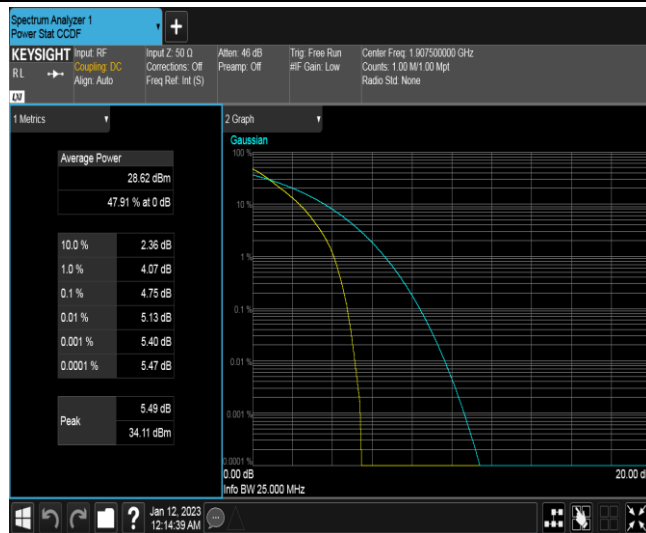 Spectrum Analyzer 1
Power Stat CCDF
+
KEYSIGHT
RL
LXI
Input: RF
Coupling: DC
Align: Auto
Input Z: 50 Ω
Corrections: Off
Freq Ref: Int (S)
Atten: 46 dB
Preamp: Off
Trig: Free Run
#IF Gain: Low
Center Freq: 1.907500000 GHz
Counts: 1.00 M/1.00 Mpt
Radio Std: None
1 Metrics
Average Power
28.62 dBm
47.91 % at 0 dB
10.0 % 2.36 dB
1.0 % 4.07 dB
0.1 % 4.75 dB
0.01 % 5.13 dB
0.001 % 5.40 dB
0.0001 % 5.47 dB
Peak
5.49 dB
34.11 dBm
2 Graph
Gaussian
100 %
10 %
1 %
0.1 %
0.01 %
0.001 %
0.0001 %
0.00 dB
20.00 d
Info BW 25.000 MHz
?
Jan 12, 2023
12:14:39 AM